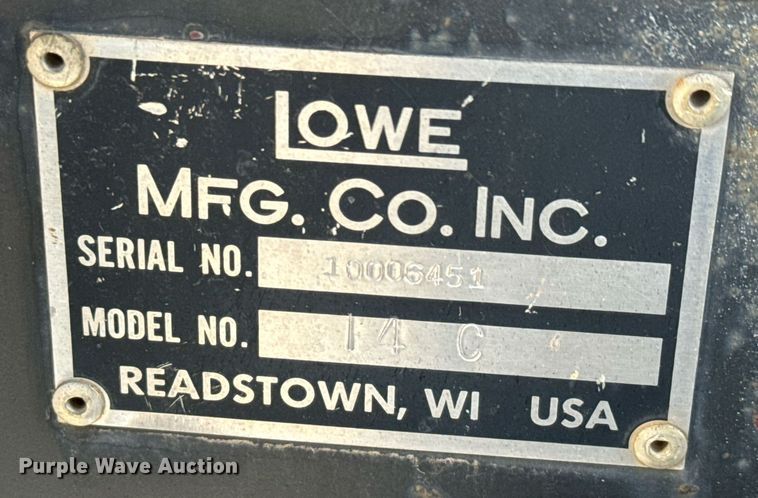 LOWE
MFG. CO. INC.
SERIAL NO. 10006451
MODEL NO. 14 C
READSTOWN, WI USA
Purple Wave Auction